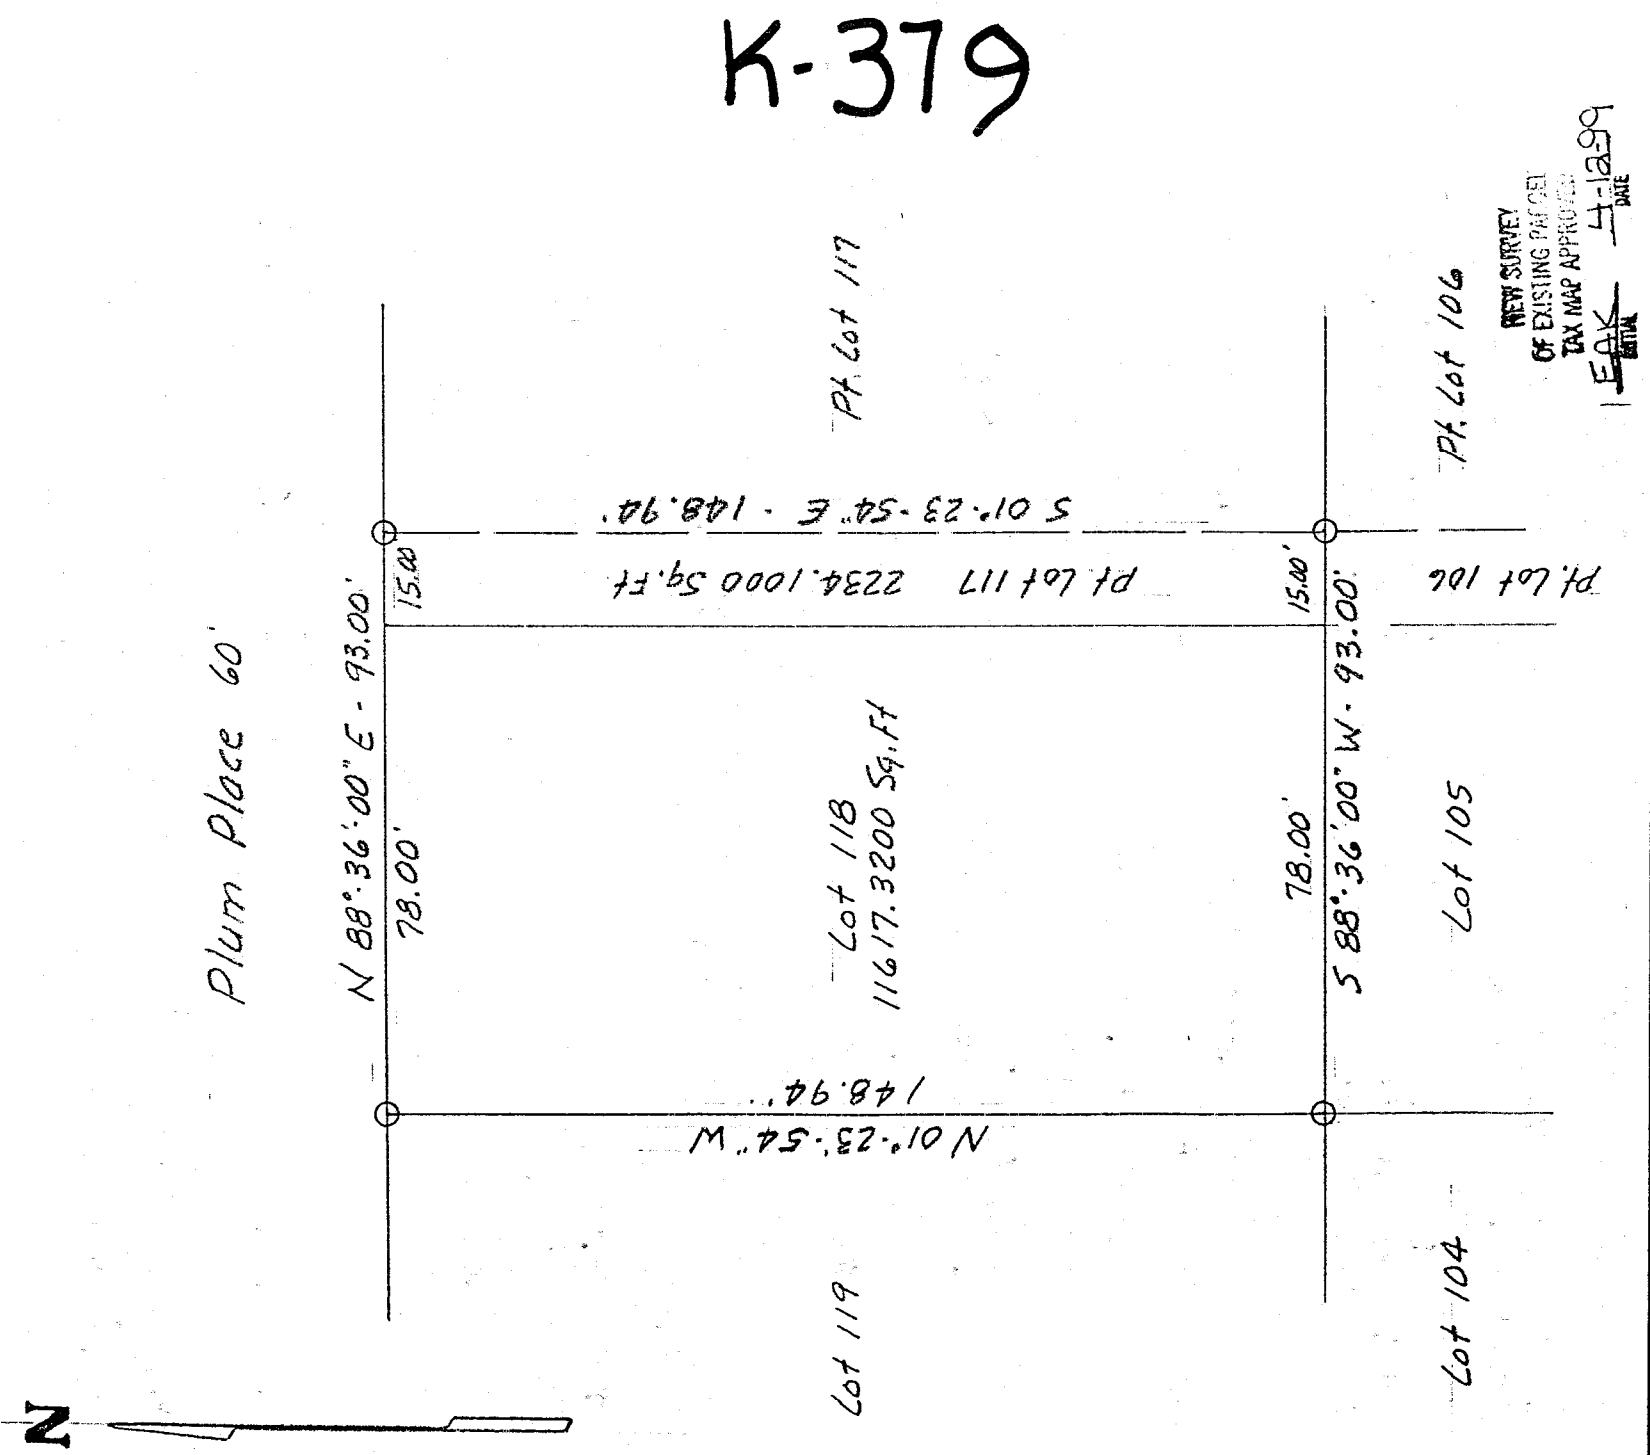 K-379
NEW SURVEY
OF EXISTING PARCEL
TAX MAP APPROVED
EAK 4-12-99
INITIAL DATE
Plum Place 60'
N 88°-36'-00" E - 93.00'
78.00'
15.00
Pt. Lot 117
S 01°-23'-54" E - 148.94'
Pt. Lot 117 2234.1000 Sq.Ft
Lot 118
11617.3200 Sq.Ft
148.94'
N 01°-23'-54" W
Lot 119
78.00'
15.00'
S 88°-36'-00" W - 93.00'
Pt. Lot 106
Pt. Lot 106
Lot 105
Lot 104
N